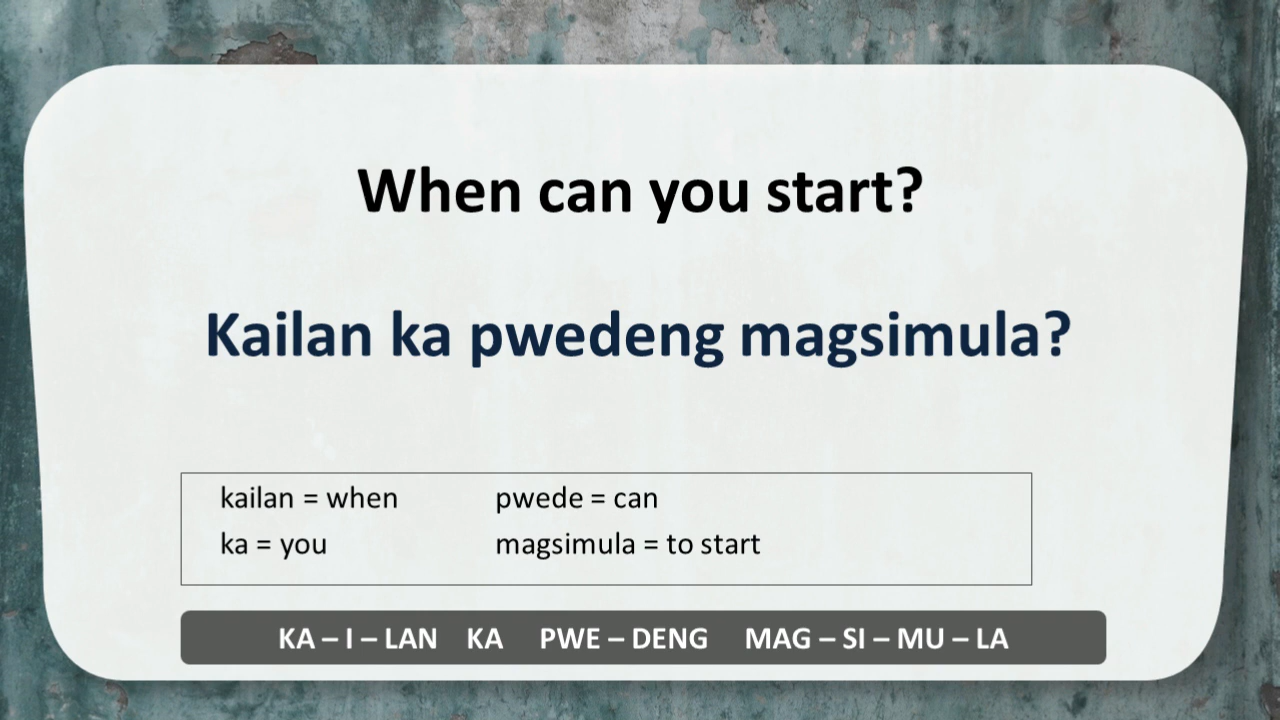 When can you start?
Kailan ka pwedeng magsimula?
kailan = when pwede = can
ka = you magsimula = to start
KA – I – LAN KA PWE – DENG MAG – SI – MU – LA